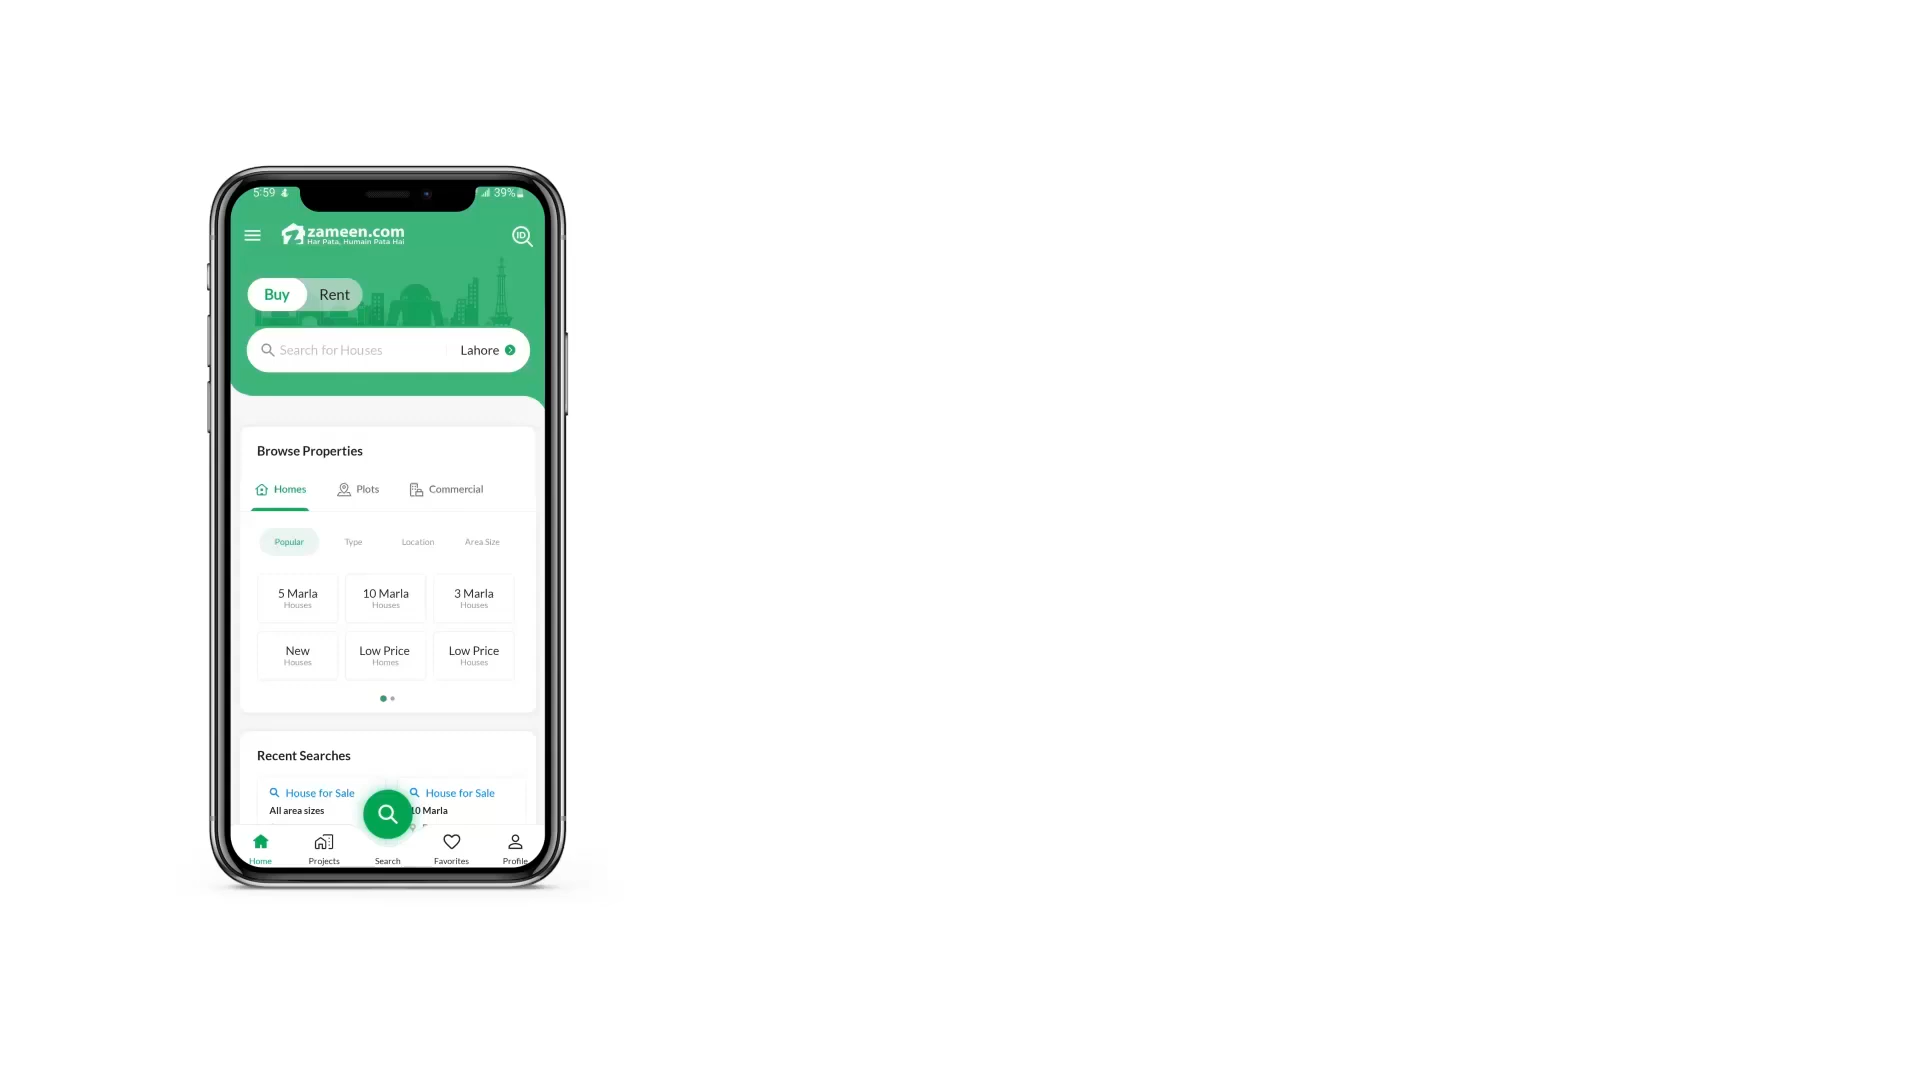 5:59
39%
zameen.com
Har Pata, Humain Pata Hai
ID
Buy Rent
Search for Houses Lahore
Browse Properties
Homes Plots Commercial
Popular Type Location Area Size
5 Marla 10 Marla 3 Marla
Houses Houses Houses
New Low Price Low Price
Houses Homes Houses
Recent Searches
House for Sale House for Sale
All area sizes 10 Marla
Home Projects Search Favorites Profile